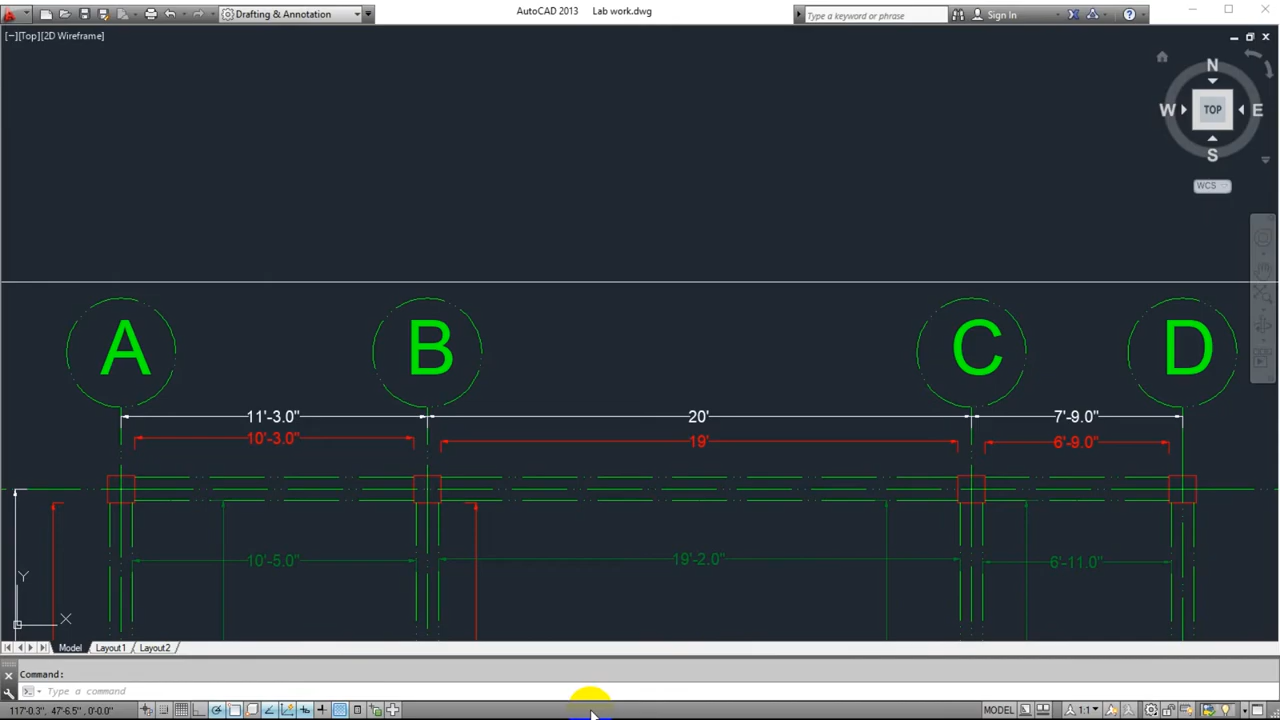 Drafting & Annotation
AutoCAD 2013 Lab work.dwg
Type a keyword or phrase
Sign In
[−][Top][2D Wireframe]
N
W TOP E
S
WCS
A B C D
11'-3.0" 20' 7'-9.0"
10'-3.0" 19' 6'-9.0"
10'-5.0" 19'-2.0" 6'-11.0"
Y
X
Model Layout1 Layout2
Command:
Type a command
117'-0.3", 47'-6.5", 0'-0.0"
MODEL
1:1